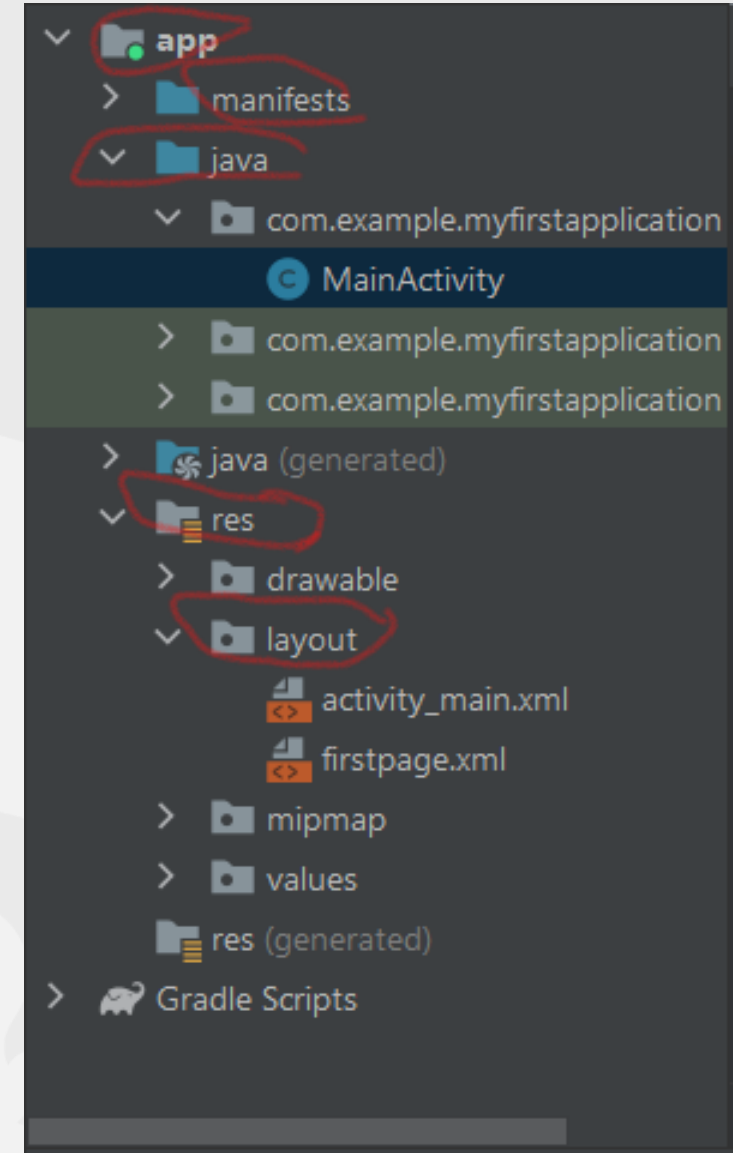 app
manifests
java
com.example.myfirstapplication
MainActivity
com.example.myfirstapplication
com.example.myfirstapplication
java (generated)
res
drawable
layout
activity_main.xml
firstpage.xml
mipmap
values
res (generated)
Gradle Scripts